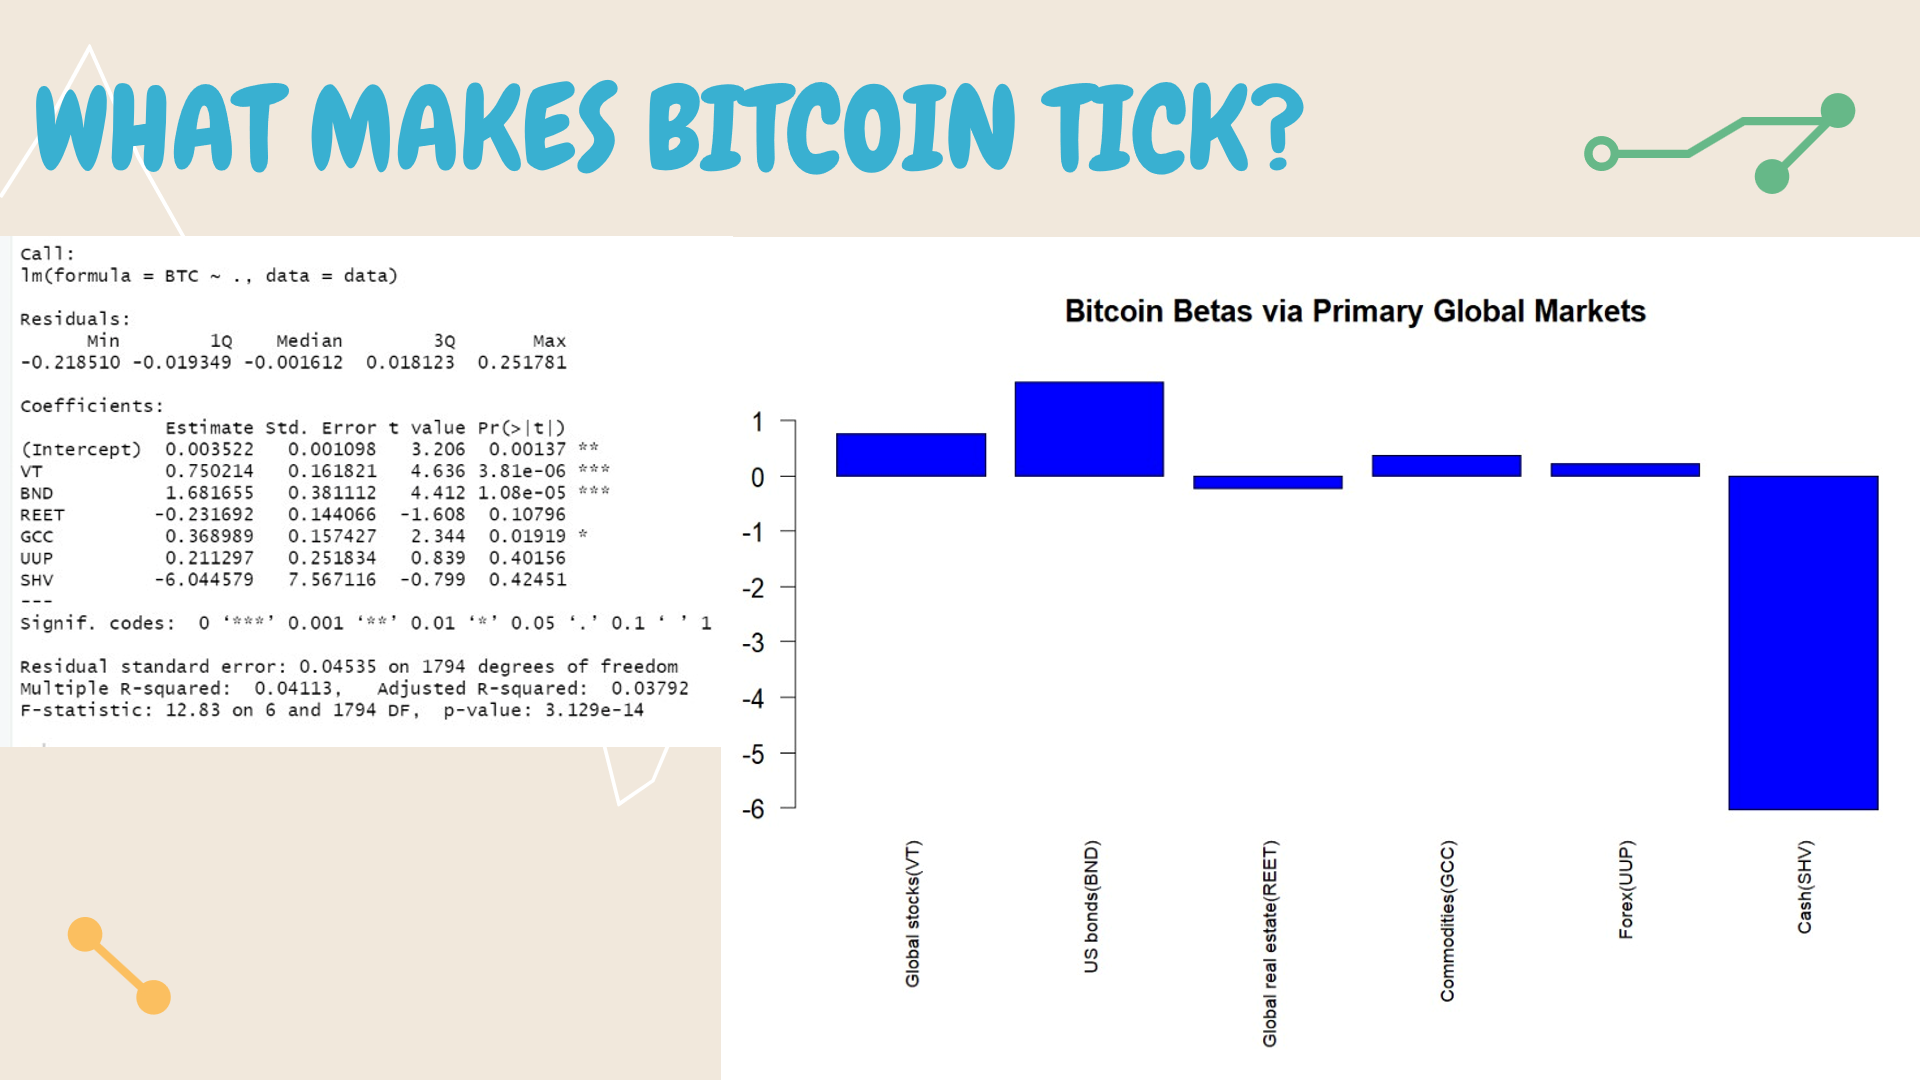 WHAT MAKES BITCOIN TICK?
Call:
lm(formula = BTC ~ ., data = data)
Residuals:
Min 1Q Median 3Q Max
-0.218510 -0.019349 -0.001612 0.018123 0.251781
Coefficients:
Estimate Std. Error t value Pr(>|t|)
(Intercept) 0.003522 0.001098 3.206 0.00137 **
VT 0.750214 0.161821 4.636 3.81e-06 ***
BND 1.681655 0.381112 4.412 1.08e-05 ***
REET -0.231692 0.144066 -1.608 0.10796
GCC 0.368989 0.157427 2.344 0.01919 *
UUP 0.211297 0.251834 0.839 0.40156
SHV -6.044579 7.567116 -0.799 0.42451
---
Signif. codes: 0 ‘***’ 0.001 ‘**’ 0.01 ‘*’ 0.05 ‘.’ 0.1 ‘ ’ 1
Residual standard error: 0.04535 on 1794 degrees of freedom
Multiple R-squared: 0.04113, Adjusted R-squared: 0.03792
F-statistic: 12.83 on 6 and 1794 DF, p-value: 3.129e-14
Bitcoin Betas via Primary Global Markets
1
0
-1
-2
-3
-4
-5
-6
Global stocks(VT)
US bonds(BND)
Global real estate(REET)
Commodities(GCC)
Forex(UUP)
Cash(SHV)